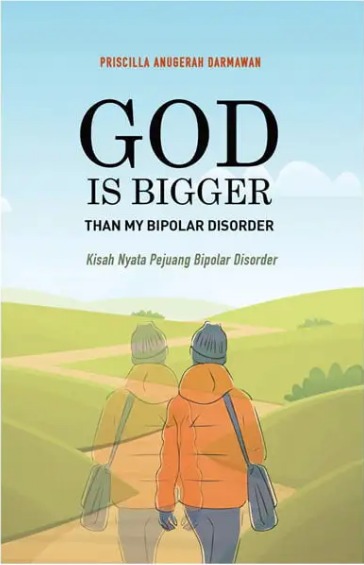 PRISCILLA ANUGERAH DARMAWAN
GOD
IS BIGGER
THAN MY BIPOLAR DISORDER
Kisah Nyata Pejuang Bipolar Disorder